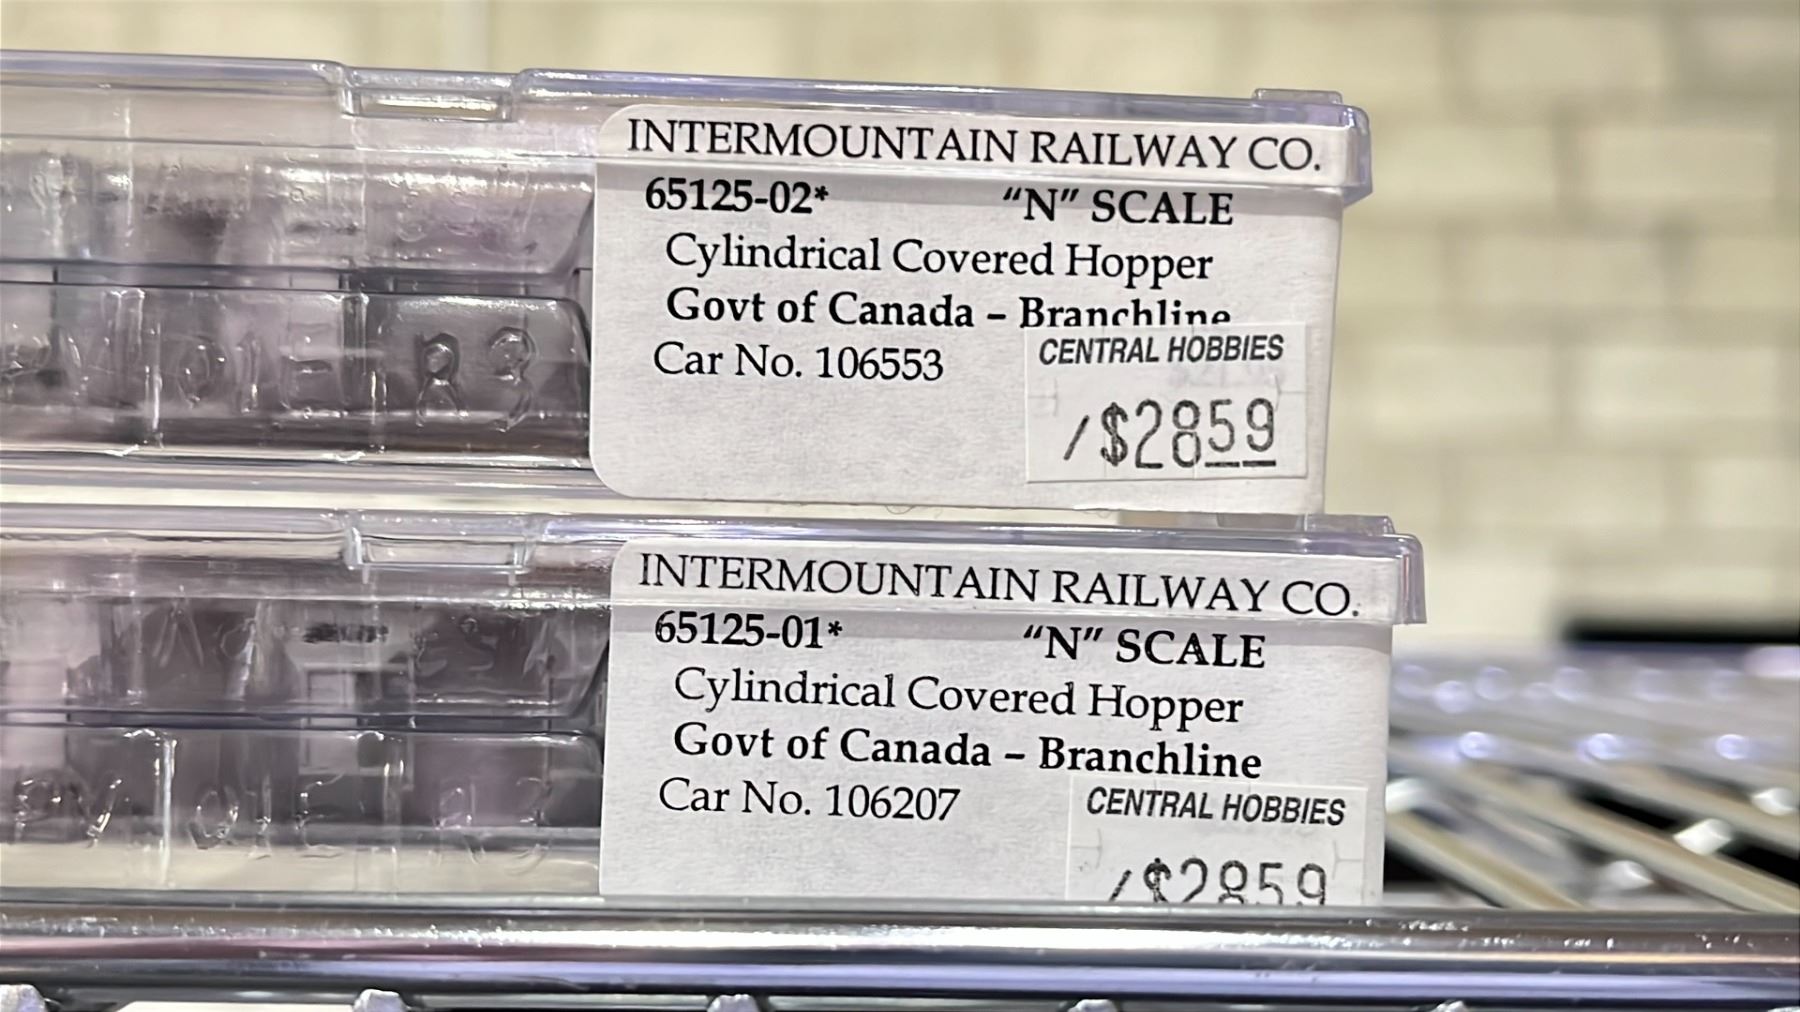 INTERMOUNTAIN RAILWAY CO.
65125-02* "N" SCALE
Cylindrical Covered Hopper
Govt of Canada – Branchline
Car No. 106553
CENTRAL HOBBIES
/$2859
INTERMOUNTAIN RAILWAY CO.
65125-01* "N" SCALE
Cylindrical Covered Hopper
Govt of Canada – Branchline
Car No. 106207
CENTRAL HOBBIES
/$2859